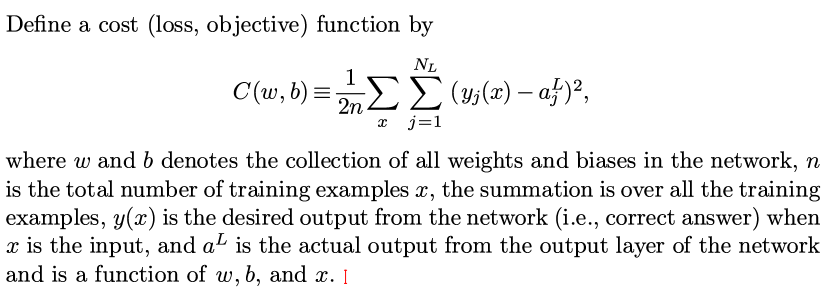 Define a cost (loss, objective) function by
C(w, b) ≡ \frac{1}{2n} \sum_{x} \sum_{j=1}^{N_L} (y_j(x) − a_j^L)^2,
where w and b denotes the collection of all weights and biases in the network, n
is the total number of training examples x, the summation is over all the training
examples, y(x) is the desired output from the network (i.e., correct answer) when
x is the input, and a^L is the actual output from the output layer of the network
and is a function of w, b, and x.